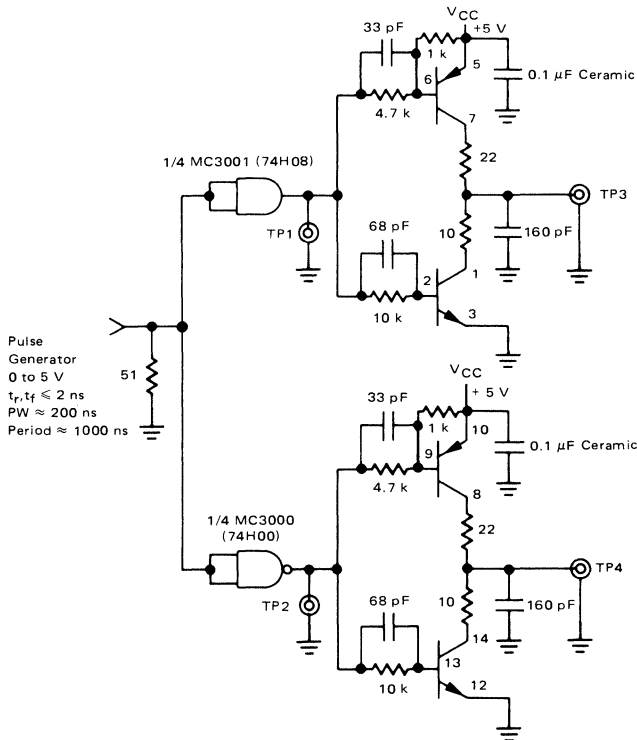 33 pF
VCC
+5 V
1 k
5
6
0.1 μF Ceramic
4.7 k
7
1/4 MC3001 (74H08)
22
TP3
TP1
10
160 pF
68 pF
2
1
10 k
3
Pulse
Generator
0 to 5 V
tr,tf ⩽ 2 ns
PW ≈ 200 ns
Period ≈ 1000 ns
51
VCC
+ 5 V
33 pF
1 k
10
9
0.1 μF Ceramic
4.7 k
8
1/4 MC3000
(74H00)
22
TP4
TP2
10
160 pF
68 pF
14
13
10 k
12